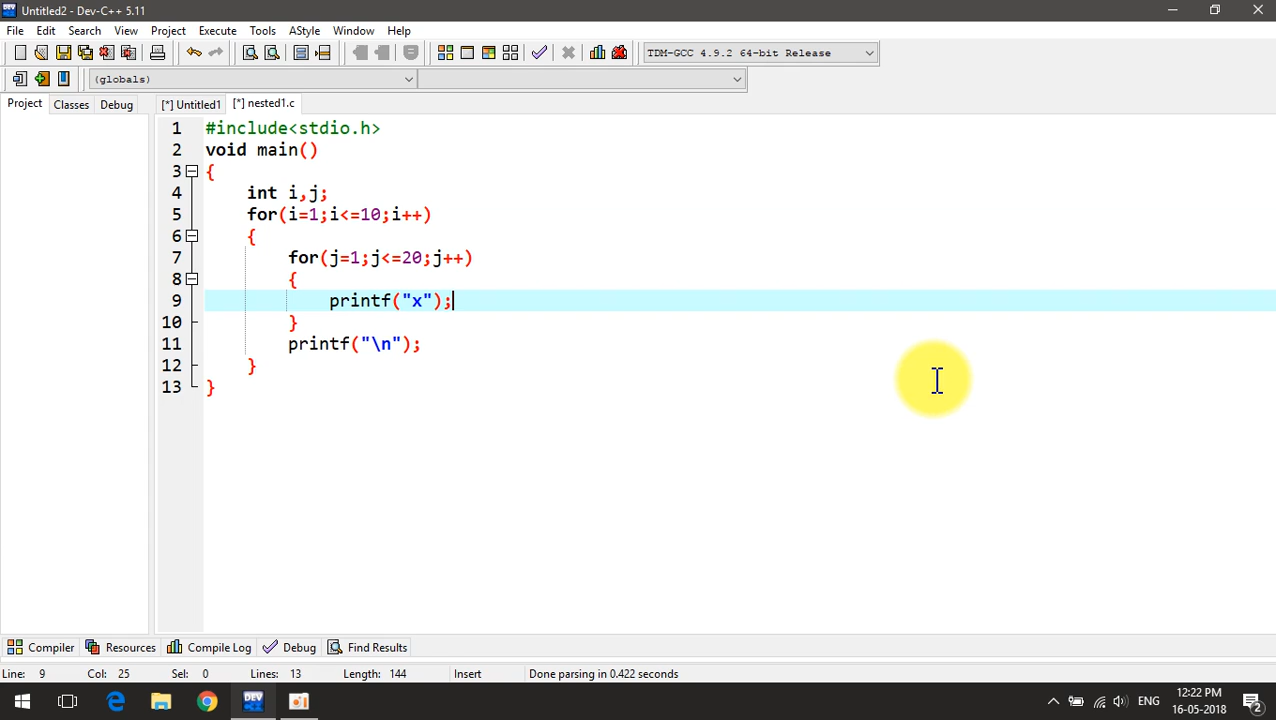 Untitled2 - Dev-C++ 5.11
File Edit Search View Project Execute Tools AStyle Window Help
TDM-GCC 4.9.2 64-bit Release
(globals)
Project Classes Debug [*] Untitled1 [*] nested1.c
1 #include<stdio.h>
2 void main()
3 {
4 int i,j;
5 for(i=1;i<=10;i++)
6 {
7 for(j=1;j<=20;j++)
8 {
9 printf("x");
10 }
11 printf("\n");
12 }
13 }
Compiler Resources Compile Log Debug Find Results
Line: 9 Col: 25 Sel: 0 Lines: 13 Length: 144 Insert Done parsing in 0.422 seconds
DEV ENG 12:22 PM
16-05-2018 2